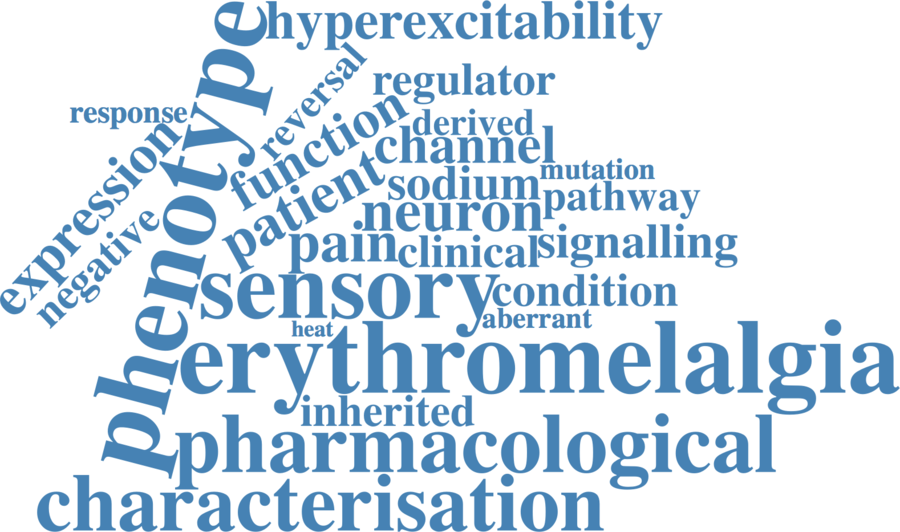 hyperexcitability
phenotype
reversal
regulator
response
function
derived
channel
expression
patient
mutation
sodium
pathway
negative
neuron
pain
clinical
signalling
sensory
condition
aberrant
heat
erythromelalgia
inherited
pharmacological
characterisation